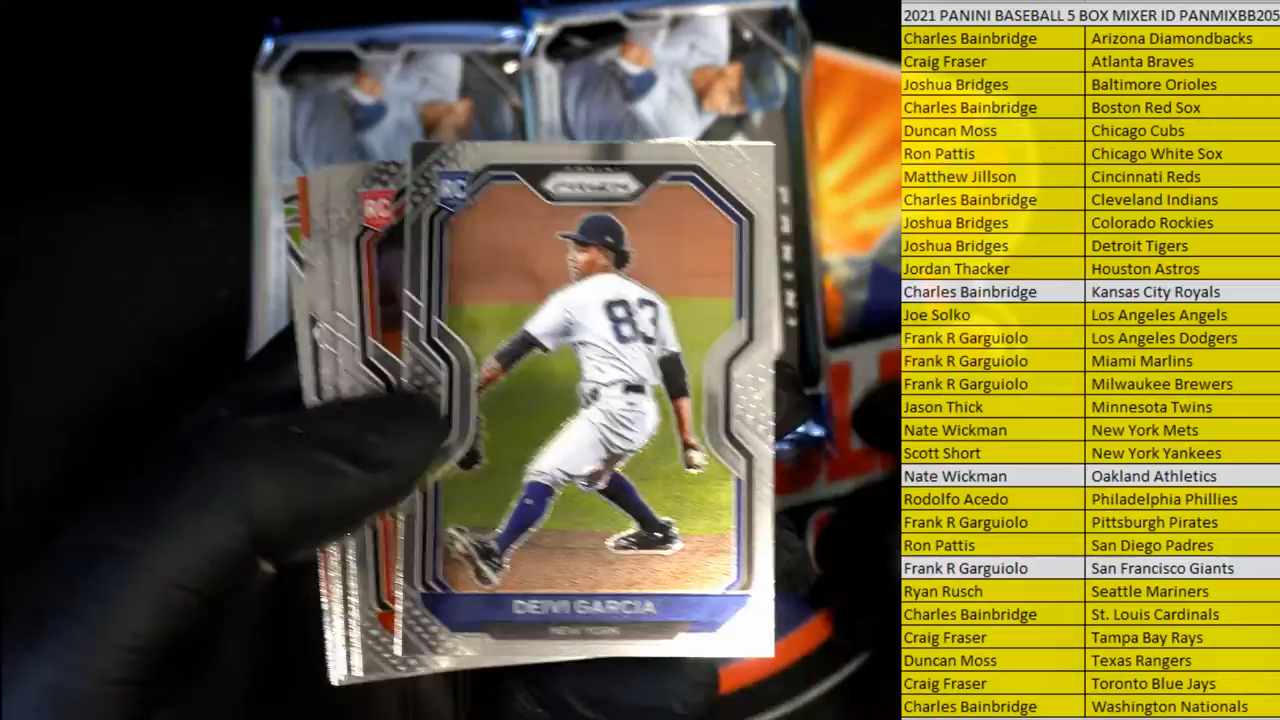 RC
RC
PRIZM
PANINI
83
DEIVI GARCIA
NEW YORK
2021 PANINI BASEBALL 5 BOX MIXER ID PANMIXBB205
Charles Bainbridge Arizona Diamondbacks
Craig Fraser Atlanta Braves
Joshua Bridges Baltimore Orioles
Charles Bainbridge Boston Red Sox
Duncan Moss Chicago Cubs
Ron Pattis Chicago White Sox
Matthew Jillson Cincinnati Reds
Charles Bainbridge Cleveland Indians
Joshua Bridges Colorado Rockies
Joshua Bridges Detroit Tigers
Jordan Thacker Houston Astros
Charles Bainbridge Kansas City Royals
Joe Solko Los Angeles Angels
Frank R Garguiolo Los Angeles Dodgers
Frank R Garguiolo Miami Marlins
Frank R Garguiolo Milwaukee Brewers
Jason Thick Minnesota Twins
Nate Wickman New York Mets
Scott Short New York Yankees
Nate Wickman Oakland Athletics
Rodolfo Acedo Philadelphia Phillies
Frank R Garguiolo Pittsburgh Pirates
Ron Pattis San Diego Padres
Frank R Garguiolo San Francisco Giants
Ryan Rusch Seattle Mariners
Charles Bainbridge St. Louis Cardinals
Craig Fraser Tampa Bay Rays
Duncan Moss Texas Rangers
Craig Fraser Toronto Blue Jays
Charles Bainbridge Washington Nationals